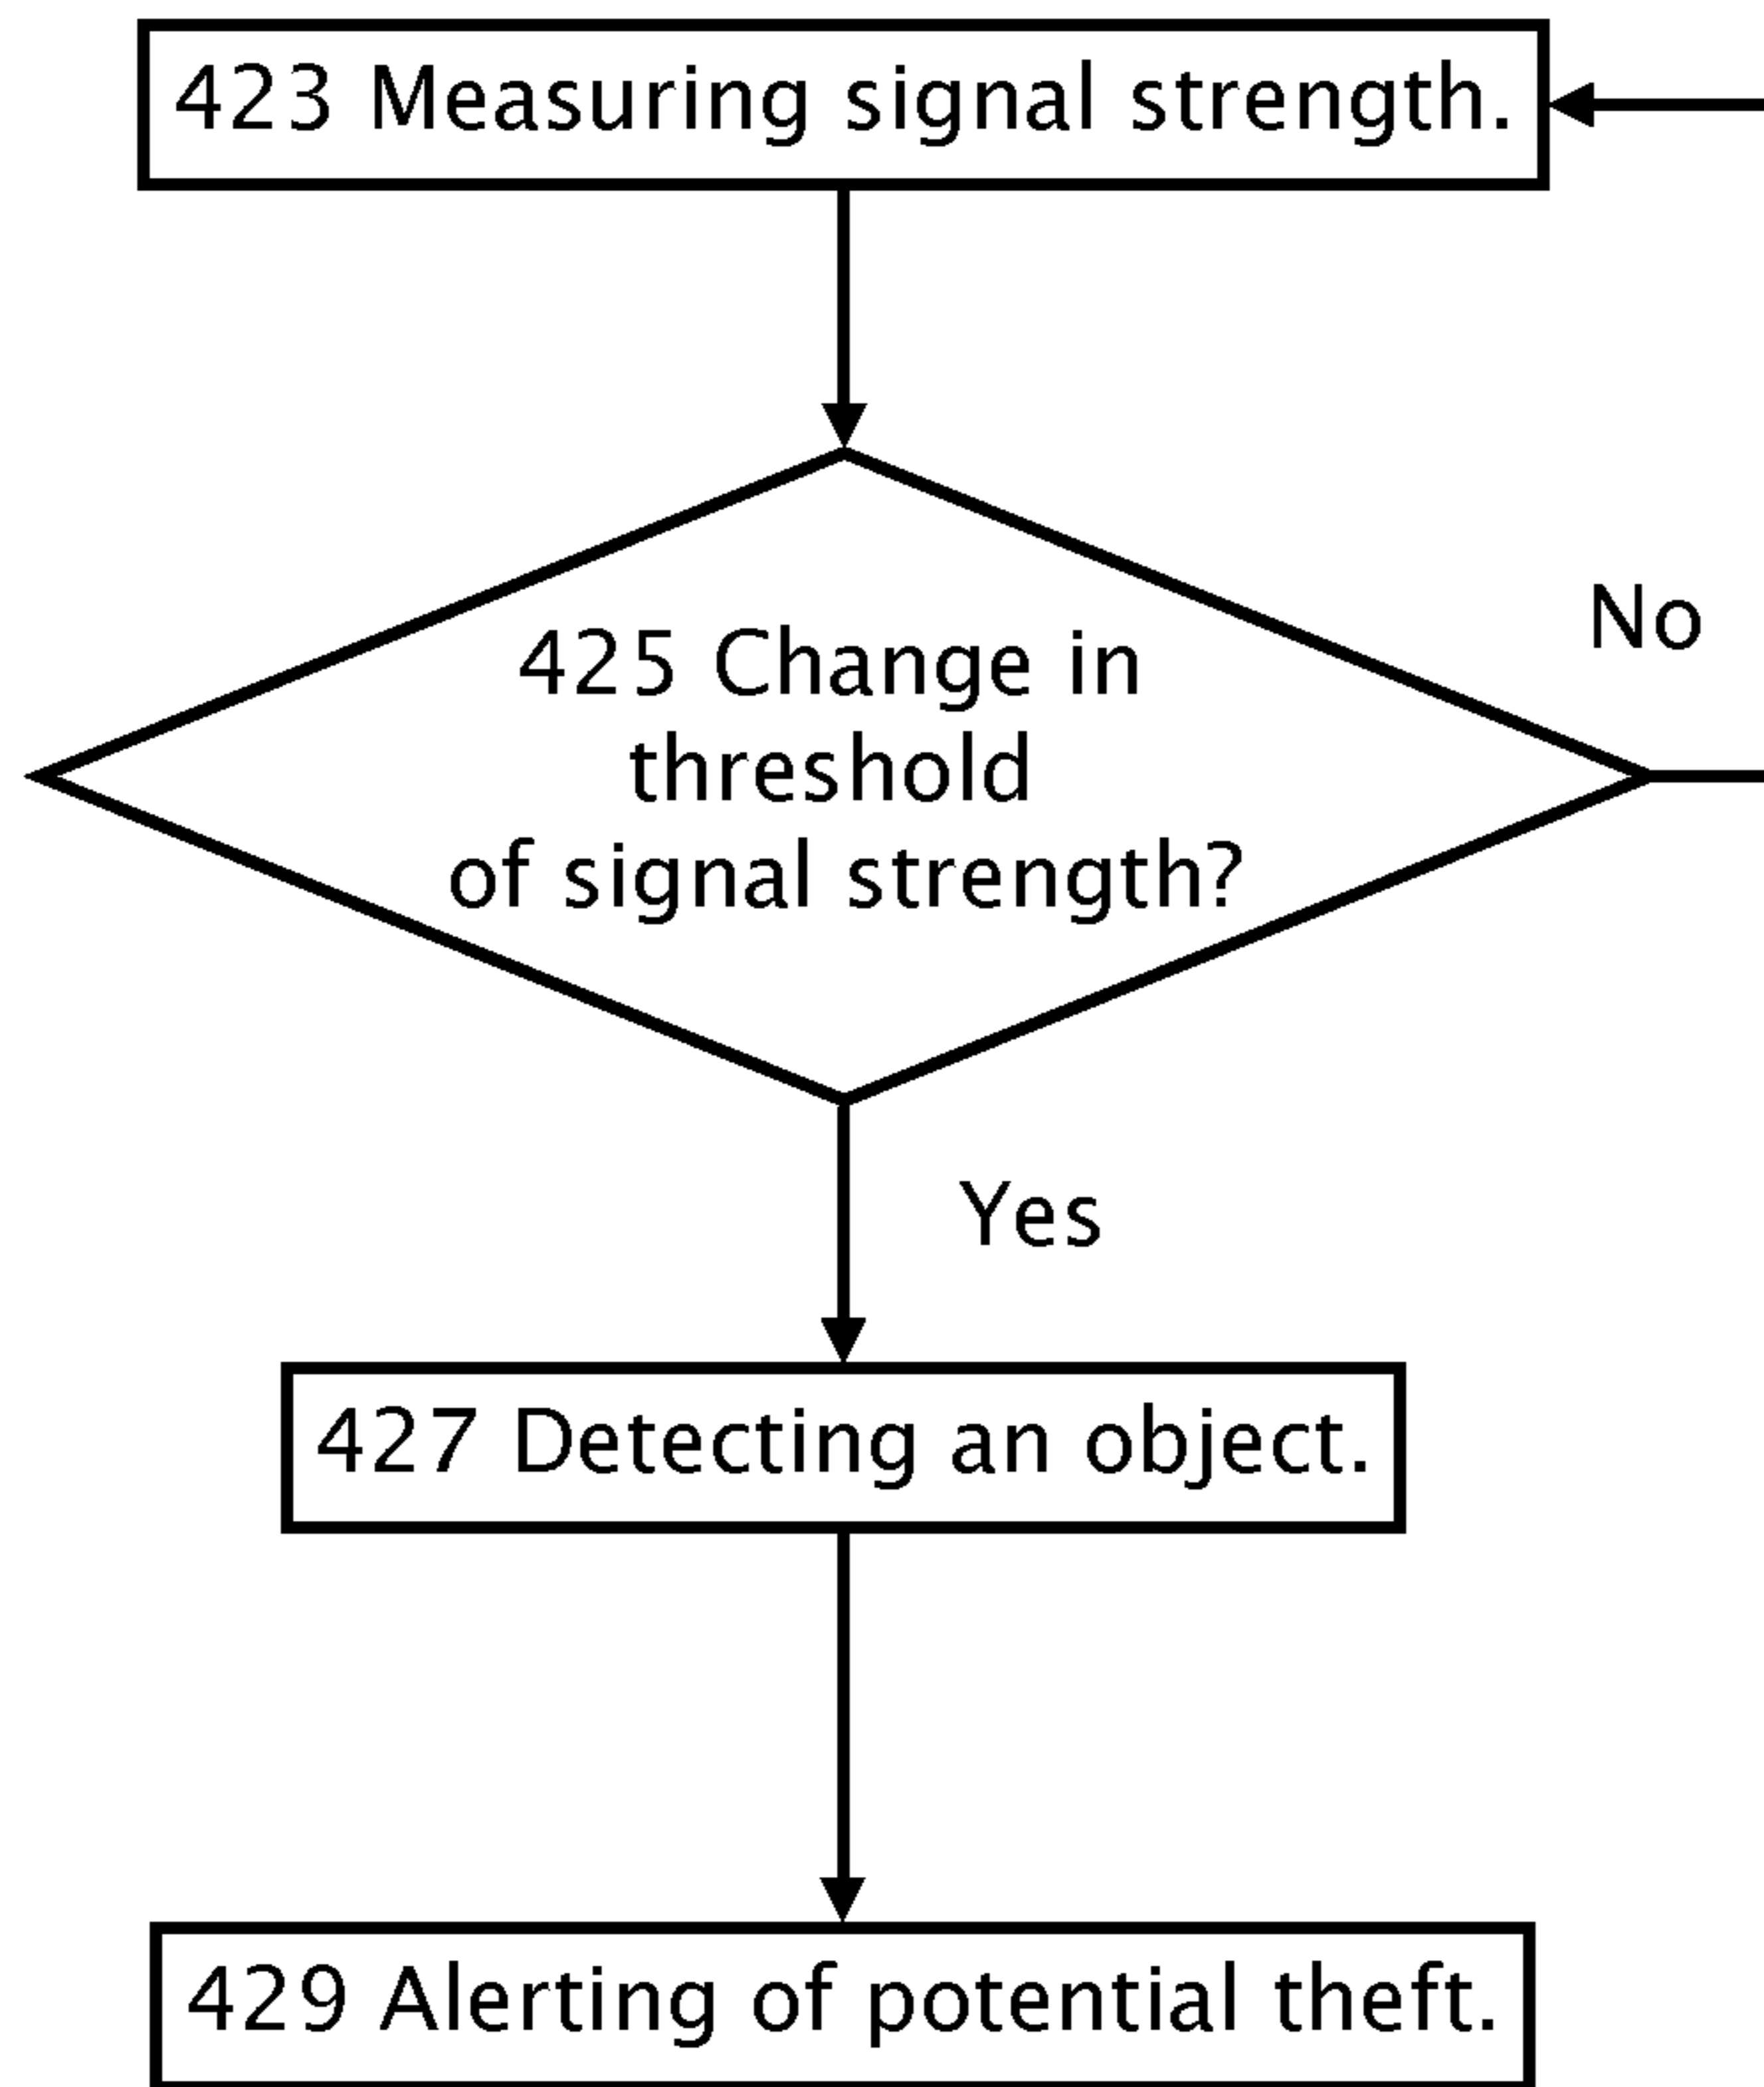 423 Measuring signal strength.
No
425 Change in
threshold
of signal strength?
Yes
427 Detecting an object.
429 Alerting of potential theft.